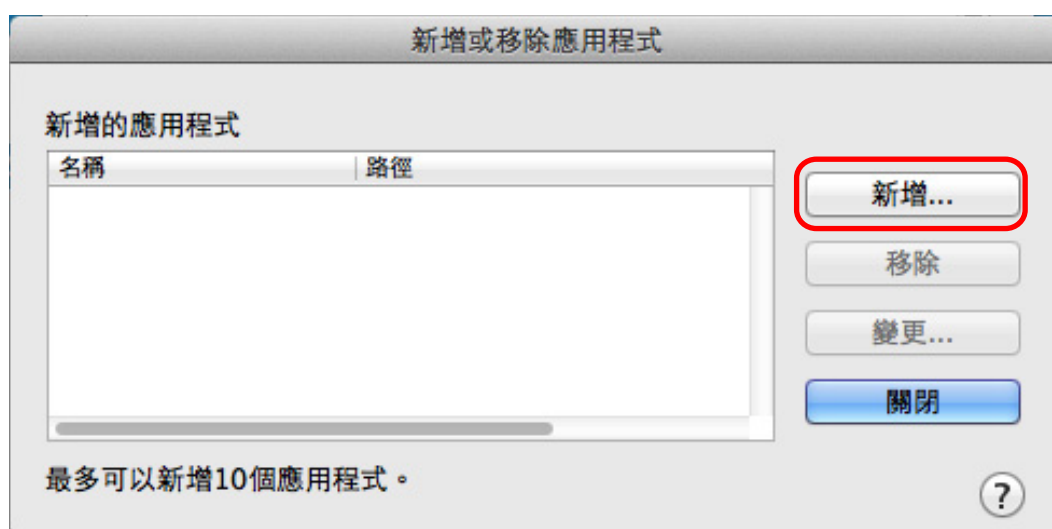 新增或移除應用程式
新增的應用程式
名稱 路徑
新增...
移除
變更...
關閉
最多可以新增10個應用程式。
?